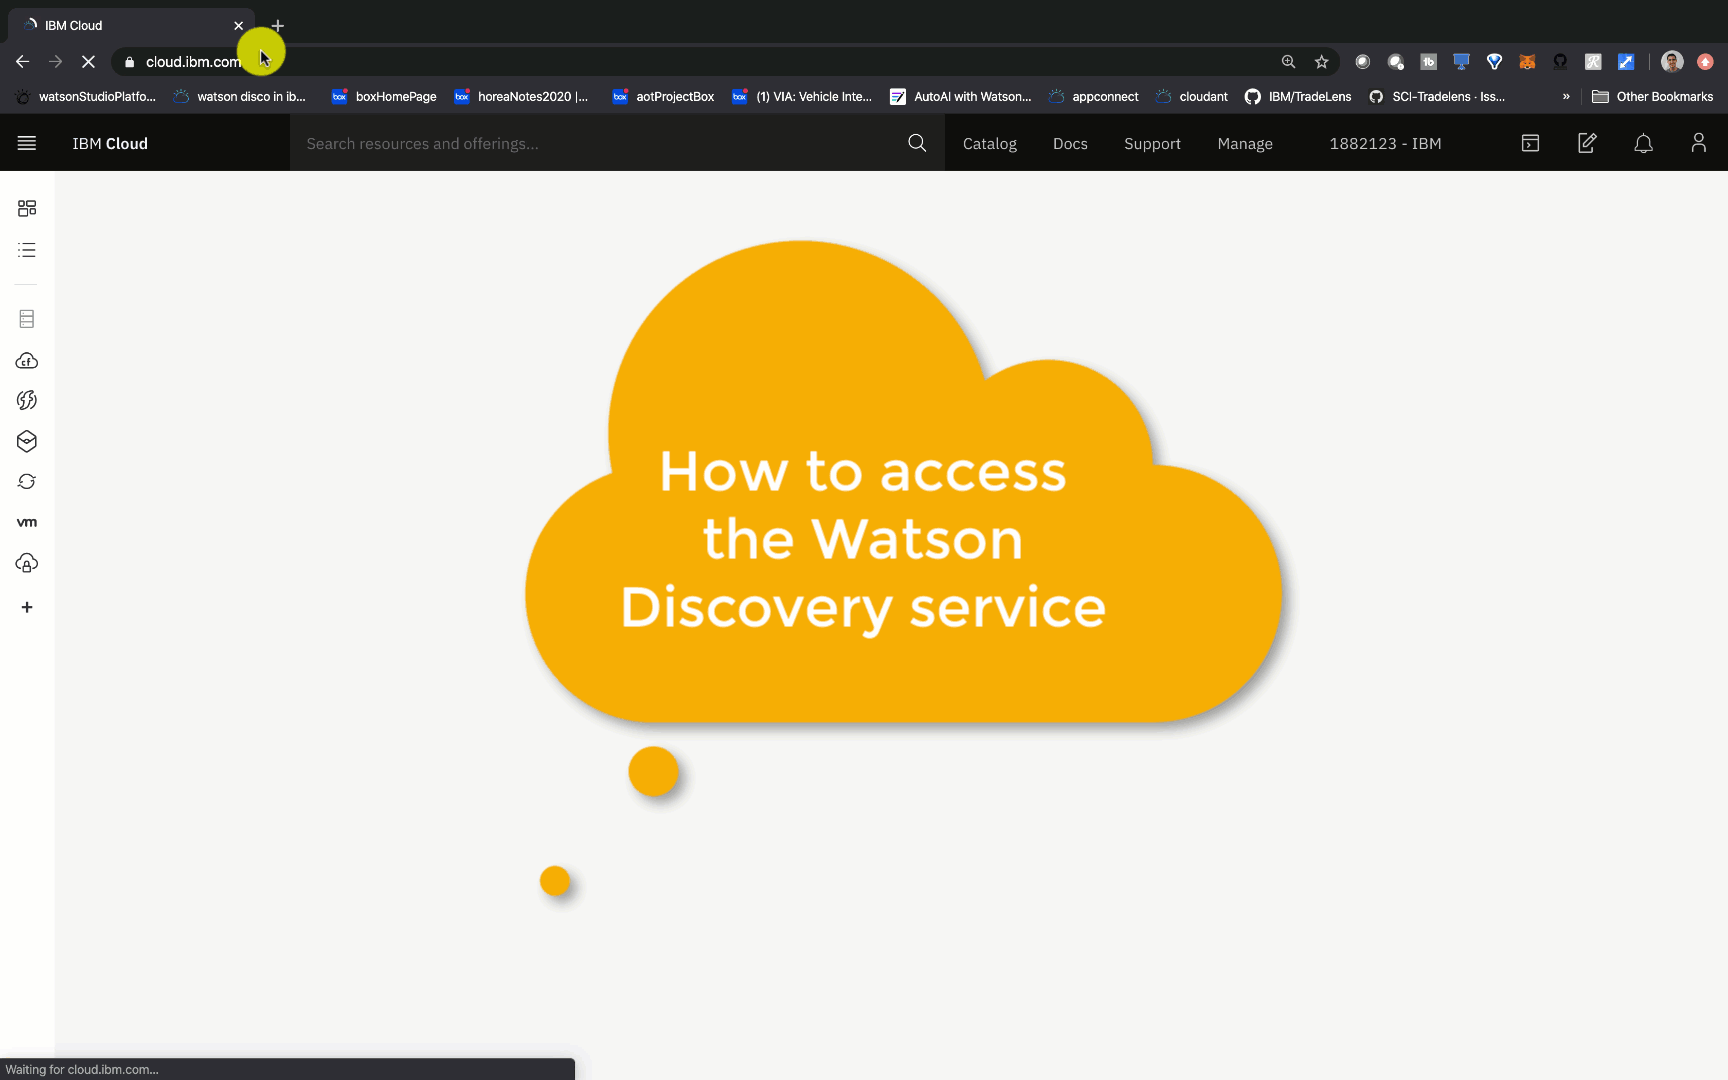 IBM Cloud
cloud.ibm.com
watsonStudioPlatfo...
watson disco in ib...
boxHomePage
horeaNotes2020 |...
aotProjectBox
(1) VIA: Vehicle Inte...
AutoAI with Watson...
appconnect
cloudant
IBM/TradeLens
SCI-Tradelens · Iss...
»
Other Bookmarks
IBM Cloud
Search resources and offerings...
Catalog
Docs
Support
Manage
1882123 - IBM
cf
vm
How to access
the Watson
Discovery service
Waiting for cloud.ibm.com...